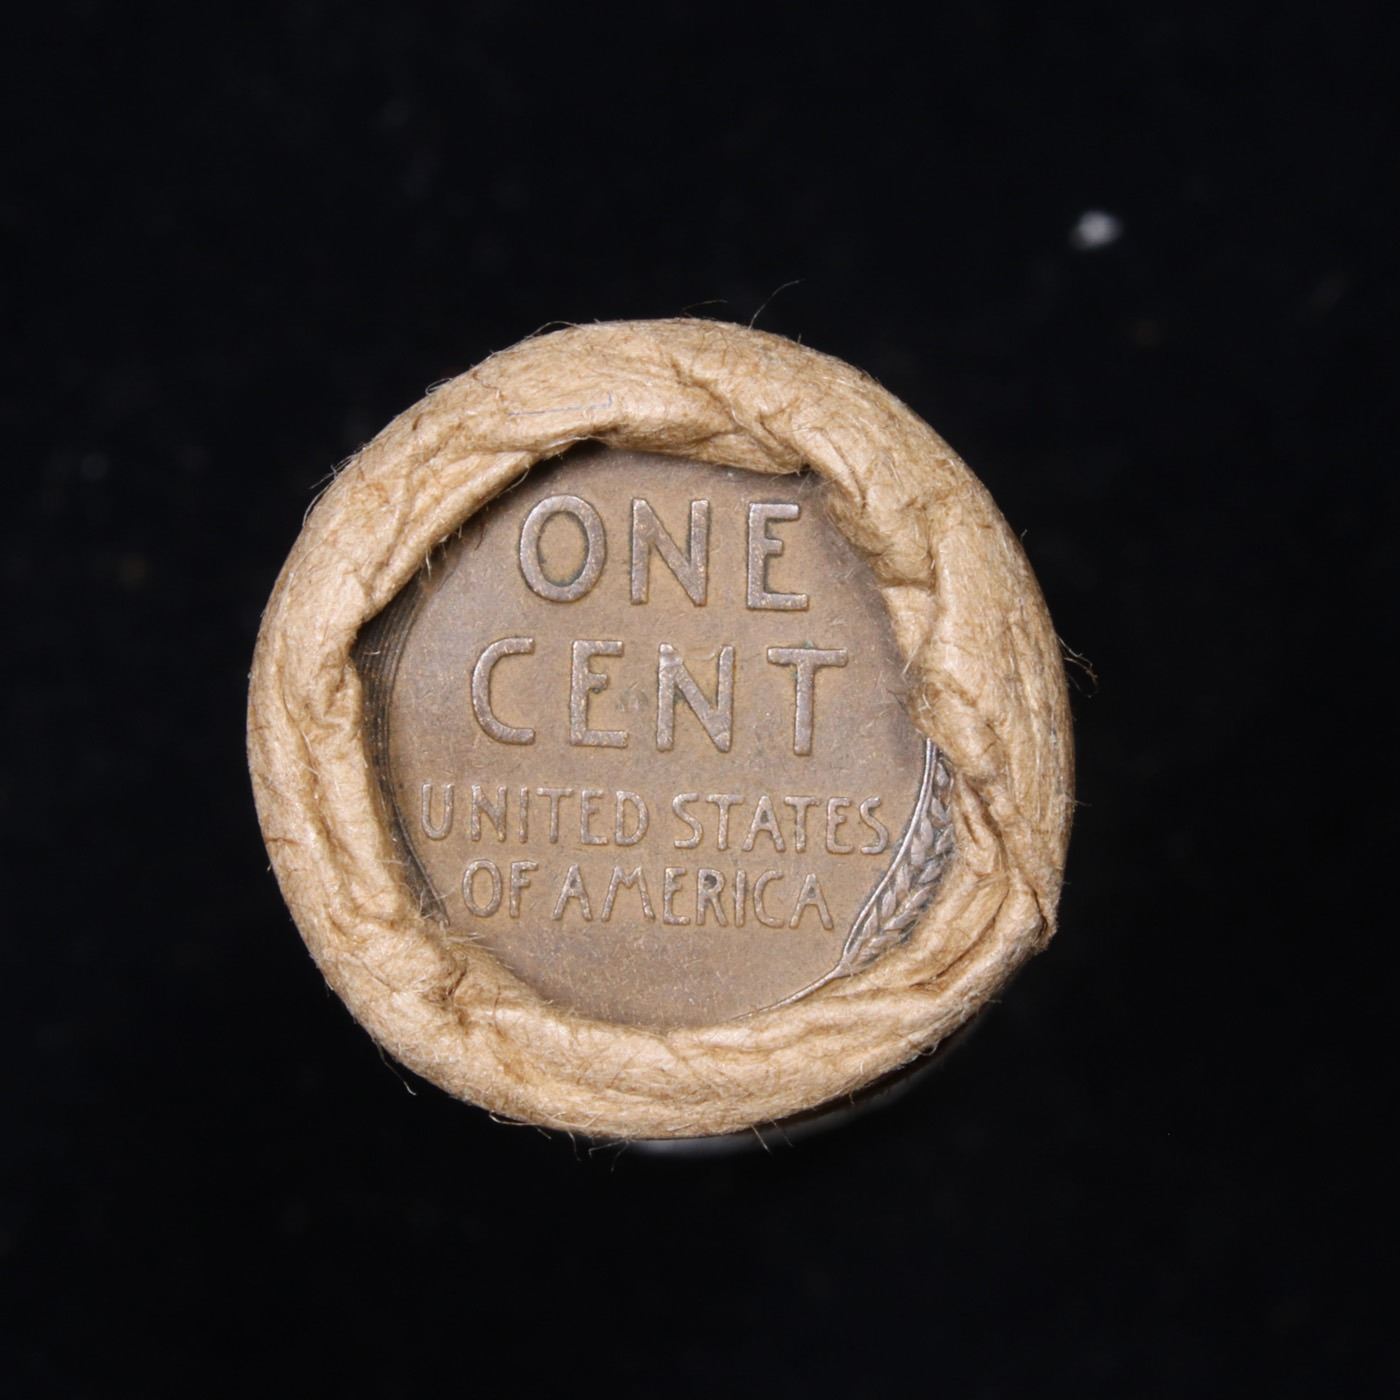 ONE
CENT
UNITED STATES
OF AMERICA